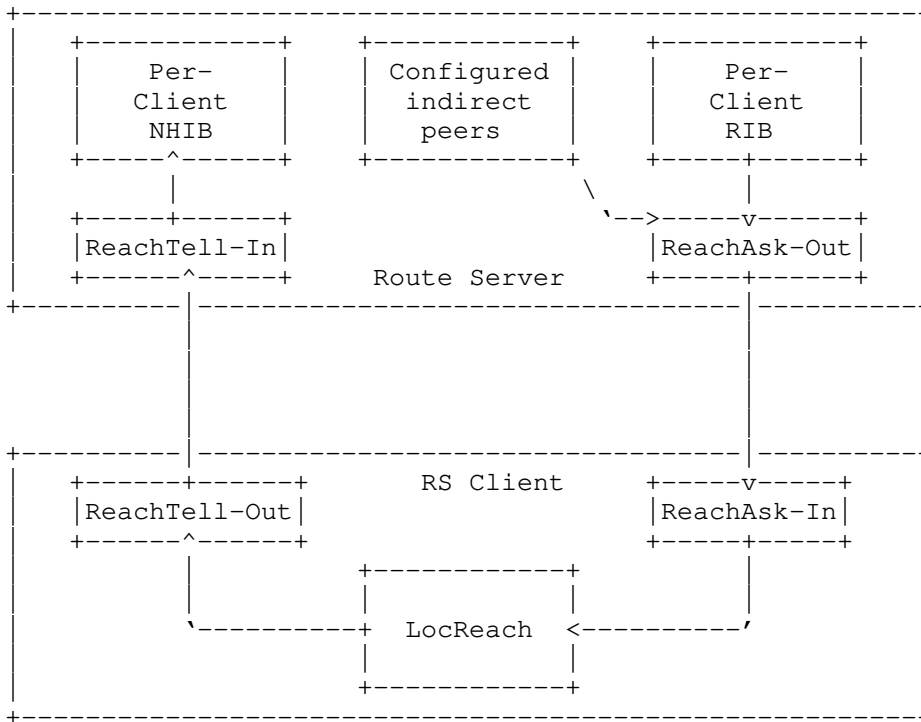 Per- Configured Per-
Client indirect Client
NHIB peers RIB
ReachTell-In ReachAsk-Out
Route Server
RS Client
ReachTell-Out ReachAsk-In
LocReach